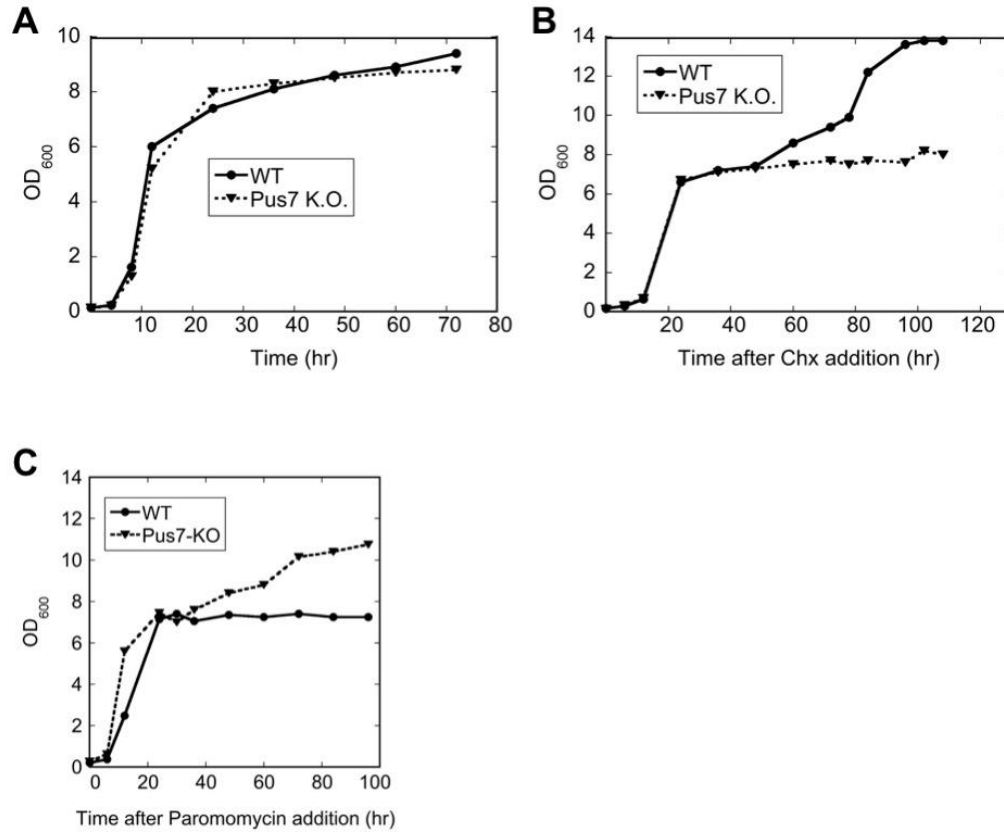 A
10
8
6
4
2
0
OD600
WT
Pus7 K.O.
10 20 30 40 50 60 70 80
Time (hr)
B
14
12
10
8
6
4
2
0
OD600
WT
Pus7 K.O.
20 40 60 80 100 120
Time after Chx addition (hr)
C
14
12
10
8
6
4
2
0
OD600
WT
Pus7-KO
0 20 40 60 80 100
Time after Paromomycin addition (hr)